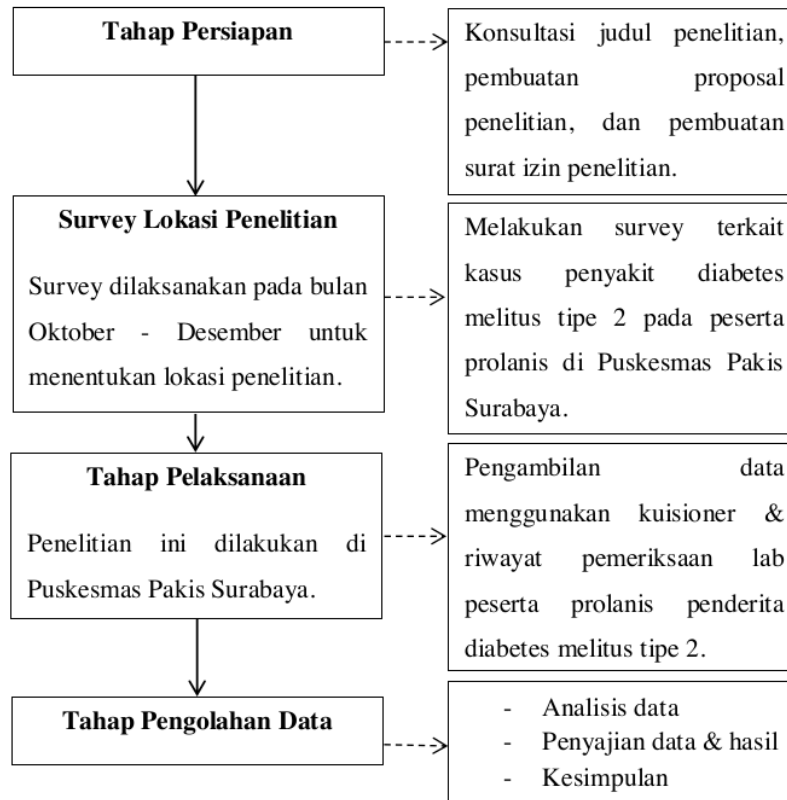 Tahap Persiapan
Konsultasi judul penelitian,
pembuatan proposal
penelitian, dan pembuatan
surat izin penelitian.
Survey Lokasi Penelitian
Survey dilaksanakan pada bulan
Oktober - Desember untuk
menentukan lokasi penelitian.
Melakukan survey terkait
kasus penyakit diabetes
melitus tipe 2 pada peserta
prolanis di Puskesmas Pakis
Surabaya.
Tahap Pelaksanaan
Penelitian ini dilakukan di
Puskesmas Pakis Surabaya.
Pengambilan data
menggunakan kuisioner &
riwayat pemeriksaan lab
peserta prolanis penderita
diabetes melitus tipe 2.
Tahap Pengolahan Data
- Analisis data
- Penyajian data & hasil
- Kesimpulan